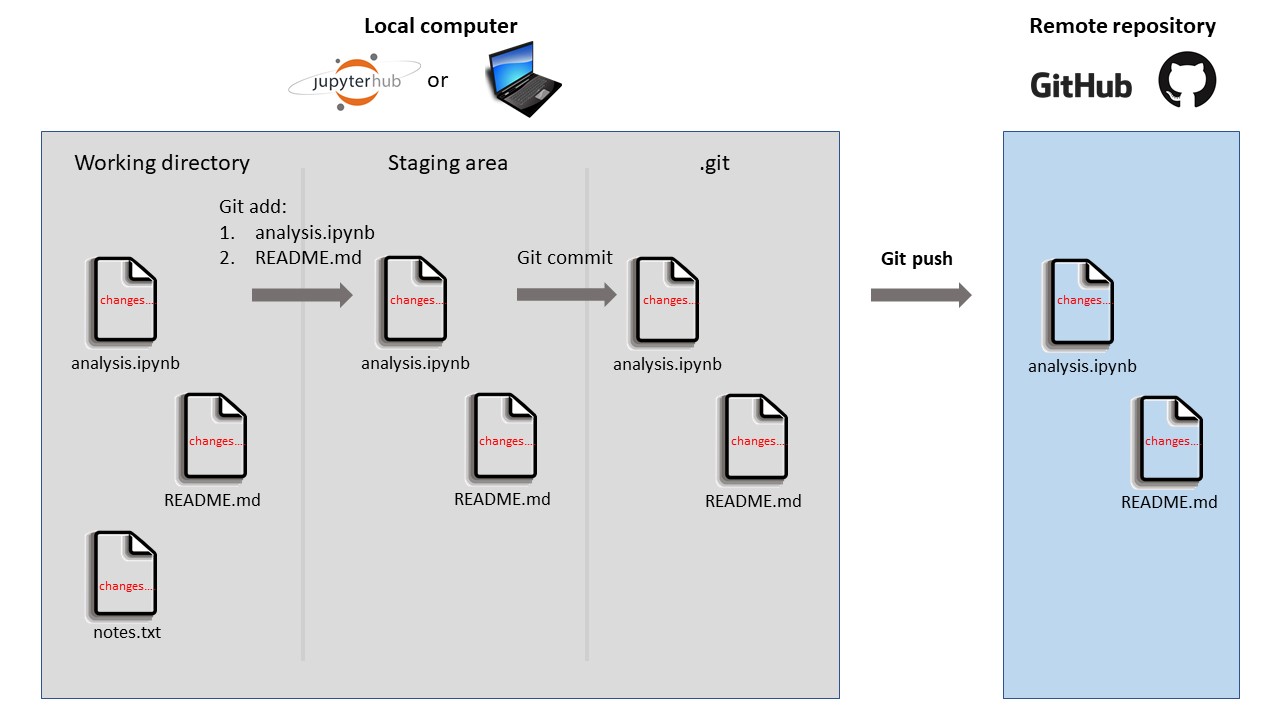 Local computer
Remote repository
jupyterhub
or
GitHub
Working directory
Staging area
.git
Git add:
1. analysis.ipynb
2. README.md
Git commit
Git push
changes...
changes...
changes...
changes...
analysis.ipynb
analysis.ipynb
analysis.ipynb
analysis.ipynb
changes...
changes...
changes...
changes...
README.md
README.md
README.md
README.md
changes...
notes.txt